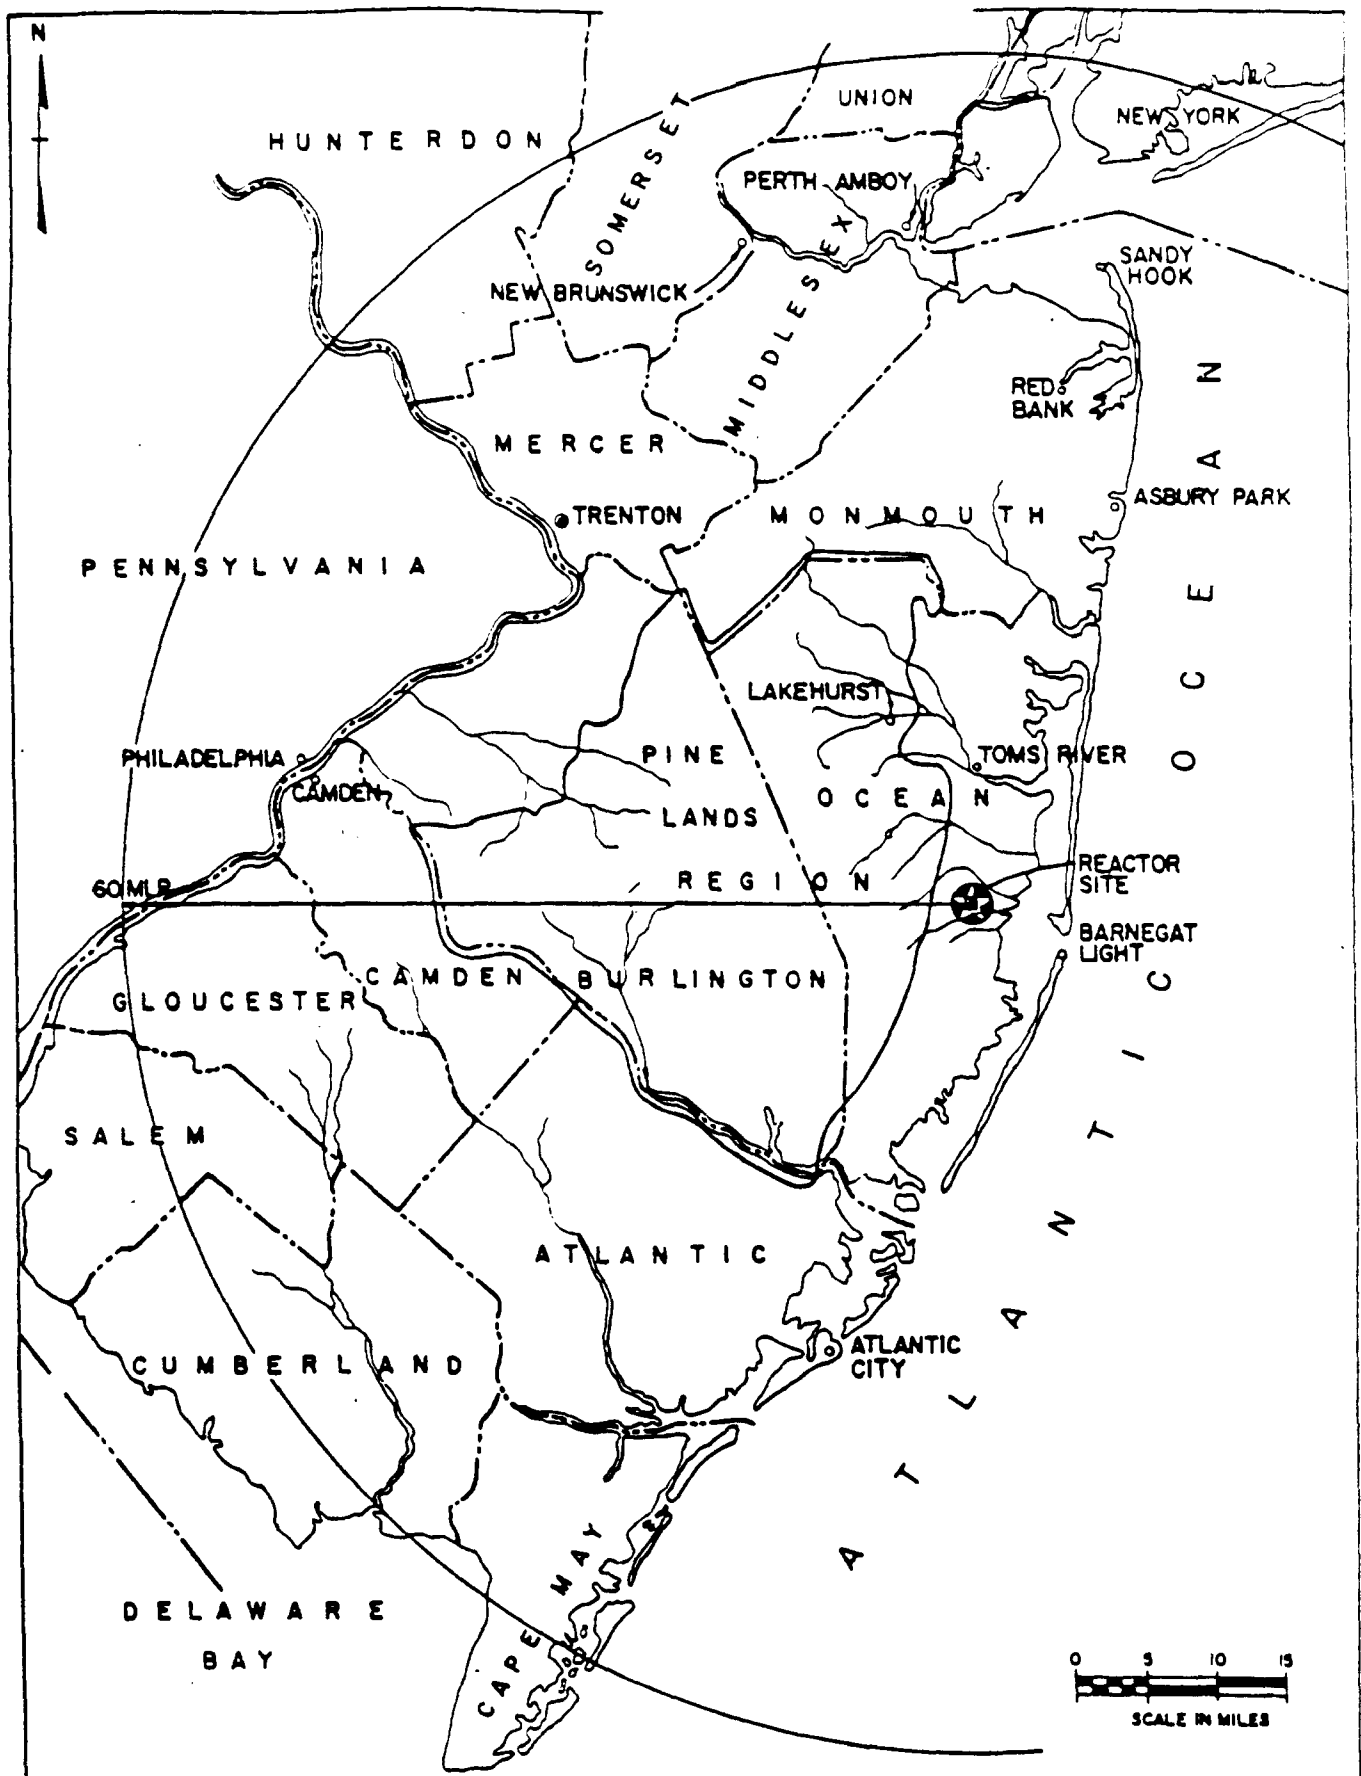 N
UNION
NEW YORK
HUNTERDON
SOMERSET
PERTH AMBOY
MIDDLESEX
SANDY
HOOK
NEW BRUNSWICK
RED
BANK
MERCER
ASBURY PARK
TRENTON
MONMOUTH
PENNSYLVANIA
LAKEHURST
PHILADELPHIA
PINE
TOMS RIVER
CAMDEN
OCEAN
LANDS
REACTOR
SITE
60 MI.R
REGION
BARNEGAT
LIGHT
CAMDEN
BURLINGTON
GLOUCESTER
SALEM
ATLANTIC
ATLANTIC OCEAN
ATLANTIC
CITY
CUMBERLAND
CAPE MAY
DELAWARE
BAY
0 5 10 15
SCALE IN MILES